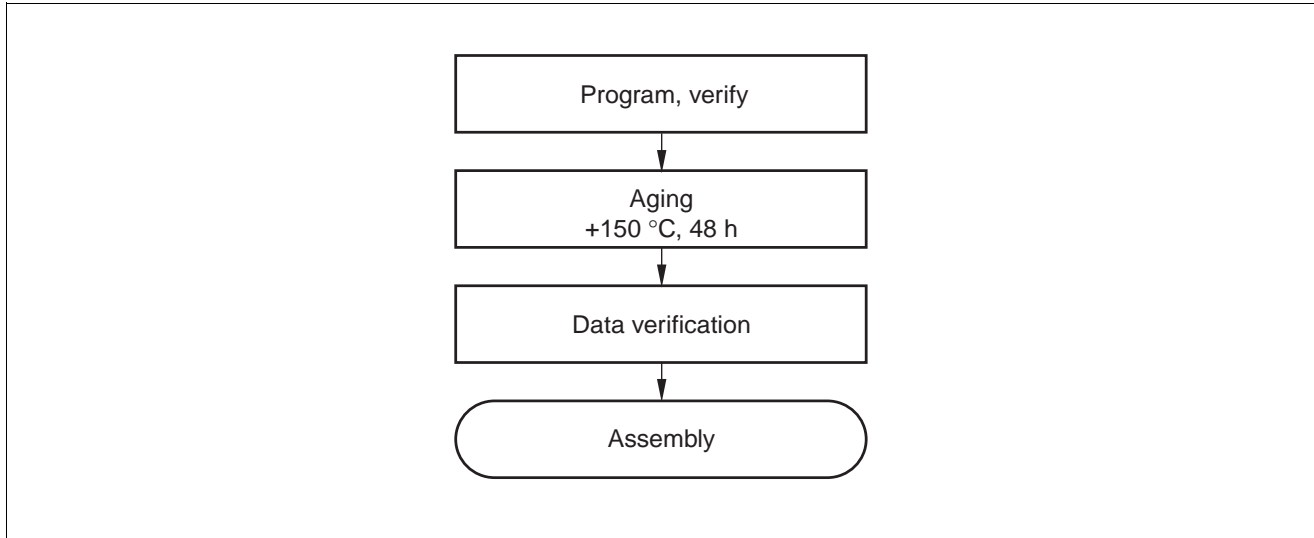 Program, verify
Aging
+150 °C, 48 h
Data verification
Assembly